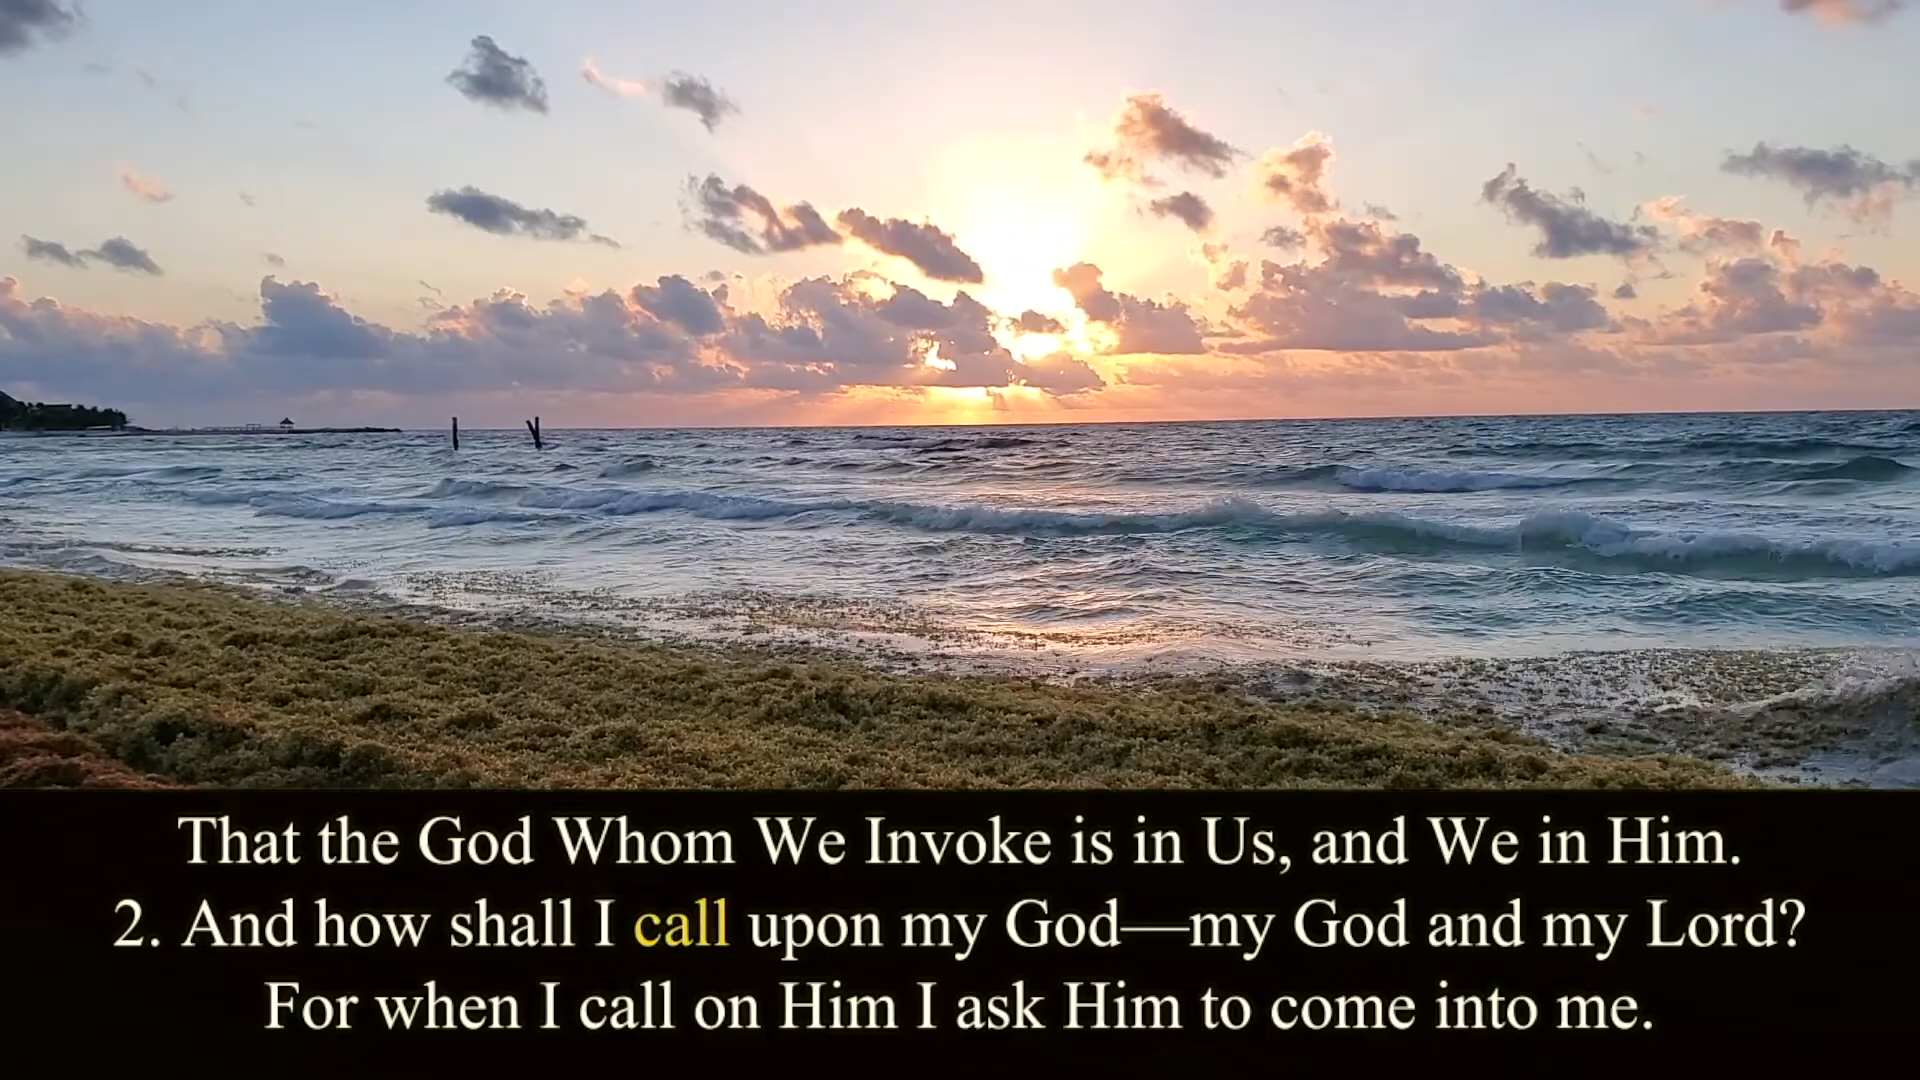 That the God Whom We Invoke is in Us, and We in Him.
2. And how shall I call upon my God—my God and my Lord?
For when I call on Him I ask Him to come into me.